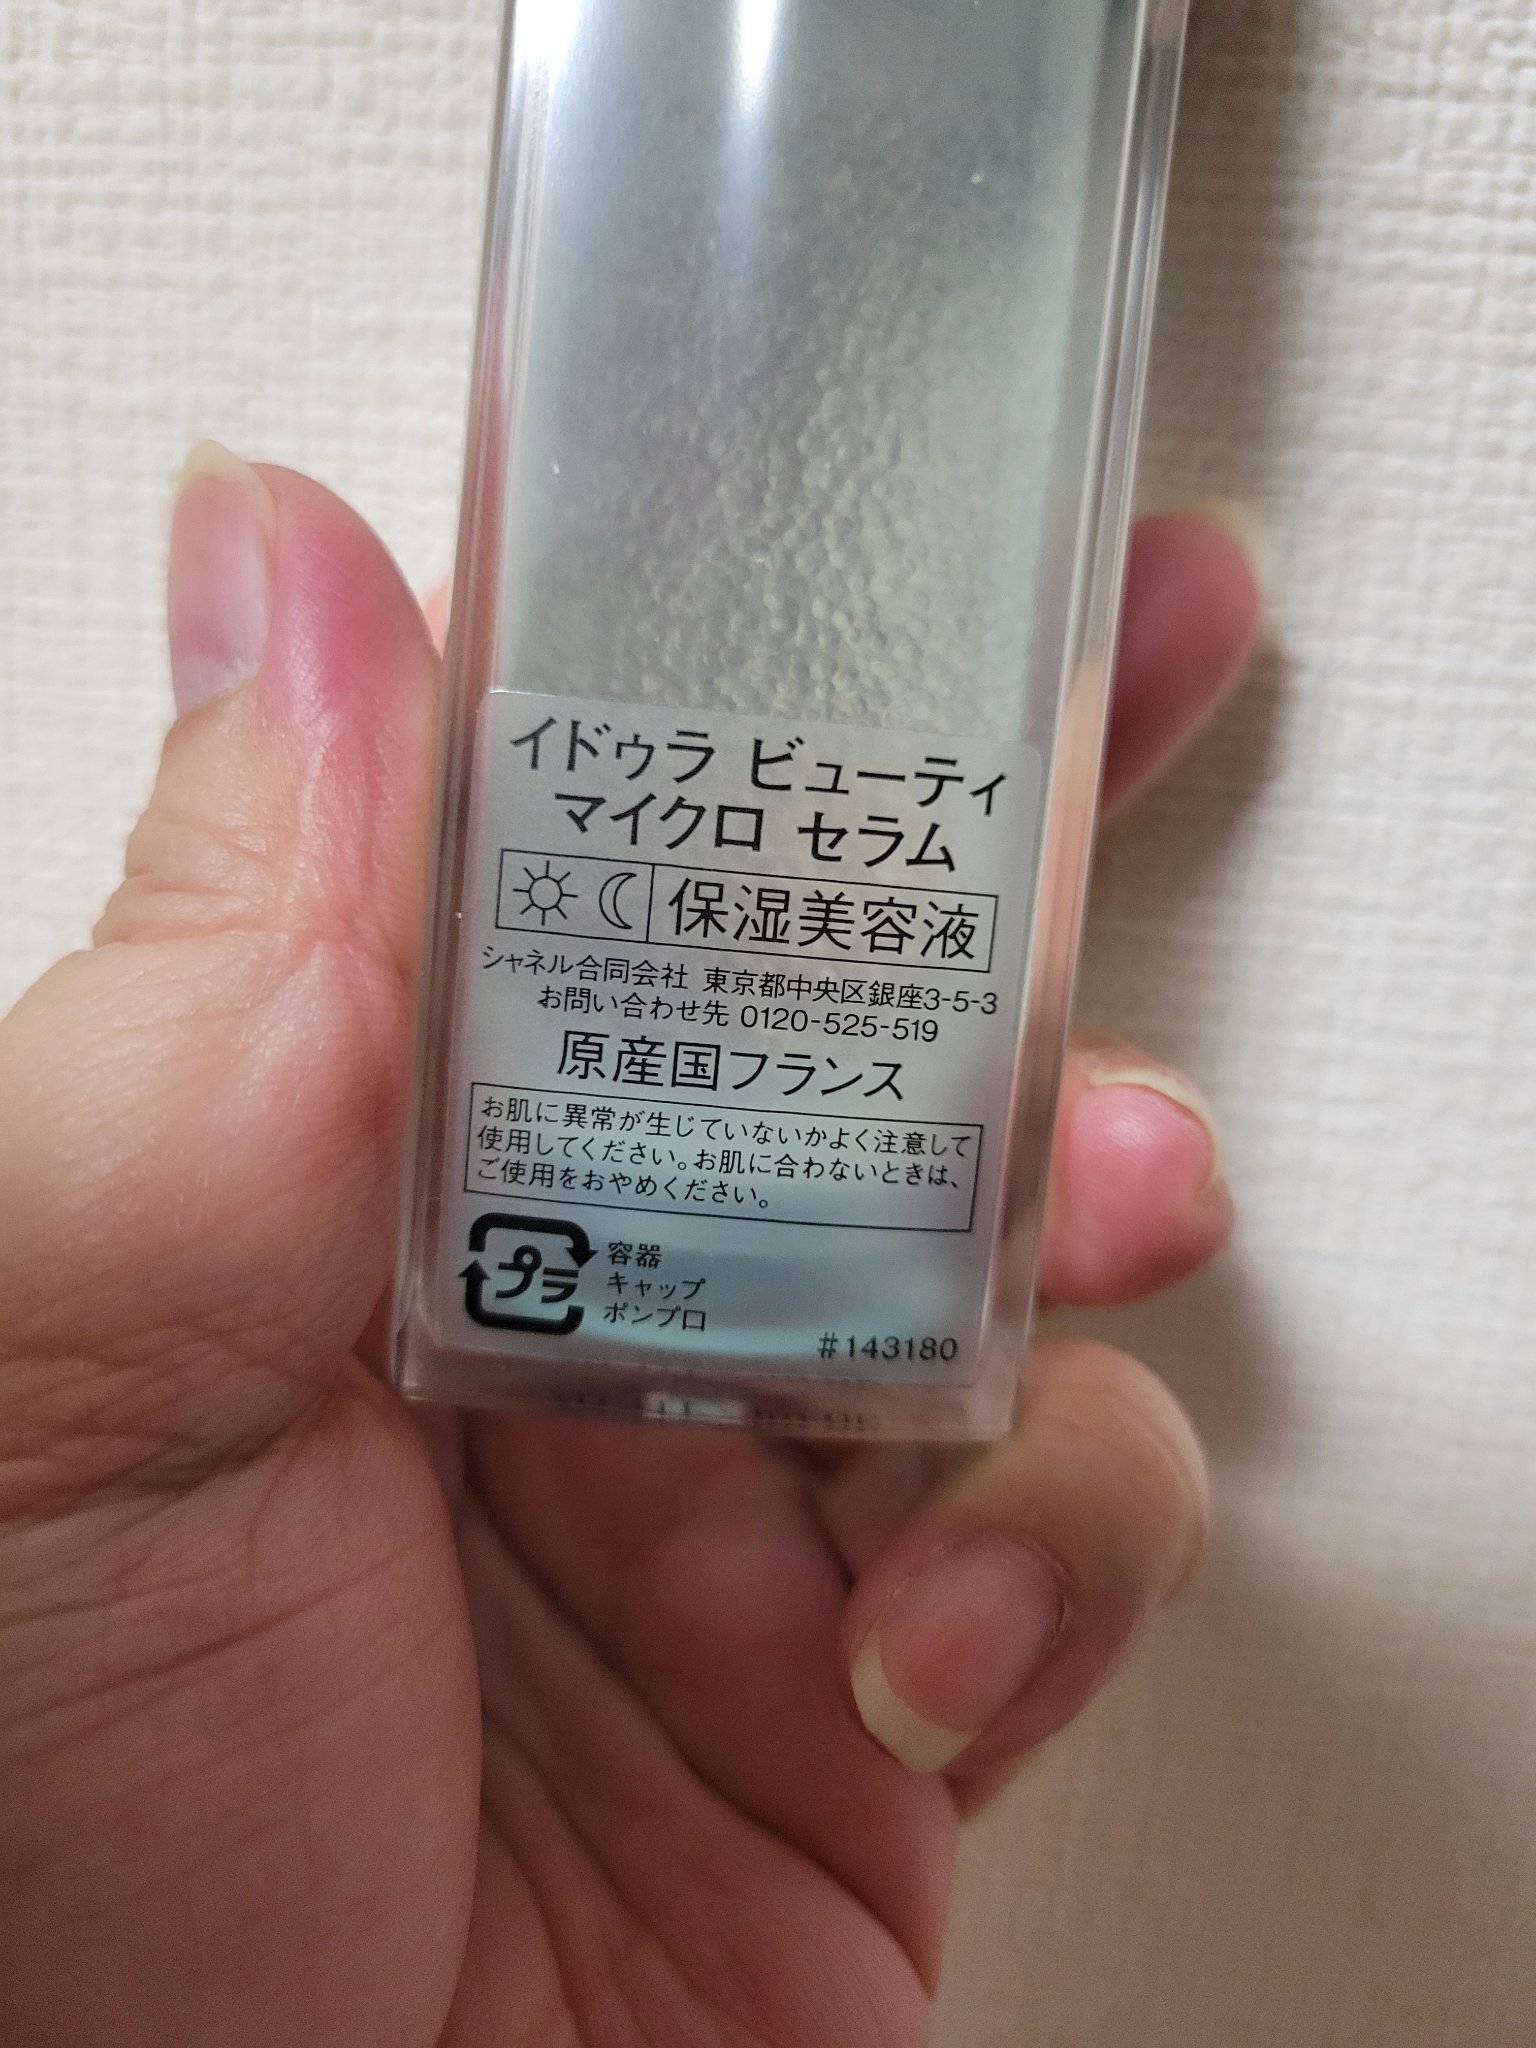 イドゥラ ビューティ
マイクロ セラム
保湿美容液
シャネル合同会社 東京都中央区銀座3-5-3
お問い合わせ先 0120-525-519
原産国フランス
お肌に異常が生じていないかよく注意して
使用してください。お肌に合わないときは、
ご使用をおやめください。
プラ
容器
キャップ
ポンプ口
#143180